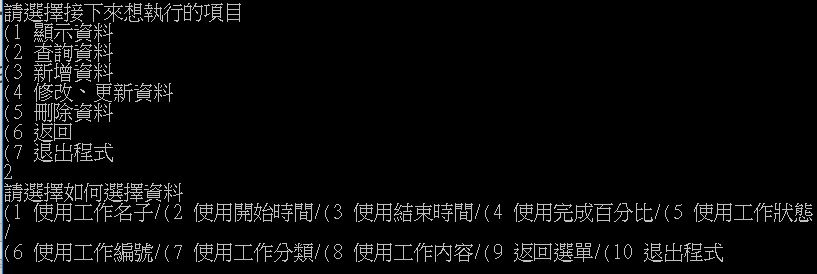 請選擇接下來想執行的項目
(1 顯示資料
(2 查詢資料
(3 新增資料
(4 修改、更新資料
(5 刪除資料
(6 返回
(7 退出程式
2
請選擇如何選擇資料
(1 使用工作名子/(2 使用開始時間/(3 使用結束時間/(4 使用完成百分比/(5 使用工作狀態
/
(6 使用工作編號/(7 使用工作分類/(8 使用工作內容/(9 返回選單/(10 退出程式